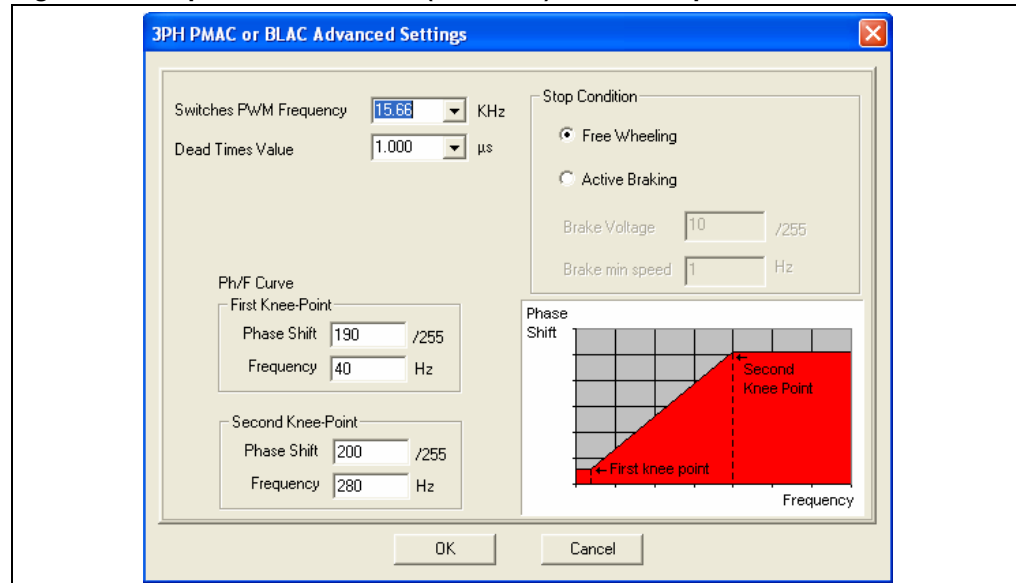 3PH PMAC or BLAC Advanced Settings
Switches PWM Frequency 15.66 KHz
Dead Times Value 1.000 µs
Stop Condition
Free Wheeling
Active Braking
Brake Voltage 10 /255
Brake min speed 1 Hz
Ph/F Curve
First Knee-Point
Phase Shift 190 /255
Frequency 40 Hz
Second Knee-Point
Phase Shift 200 /255
Frequency 280 Hz
Phase
Shift
Second
Knee Point
First knee point
Frequency
OK
Cancel